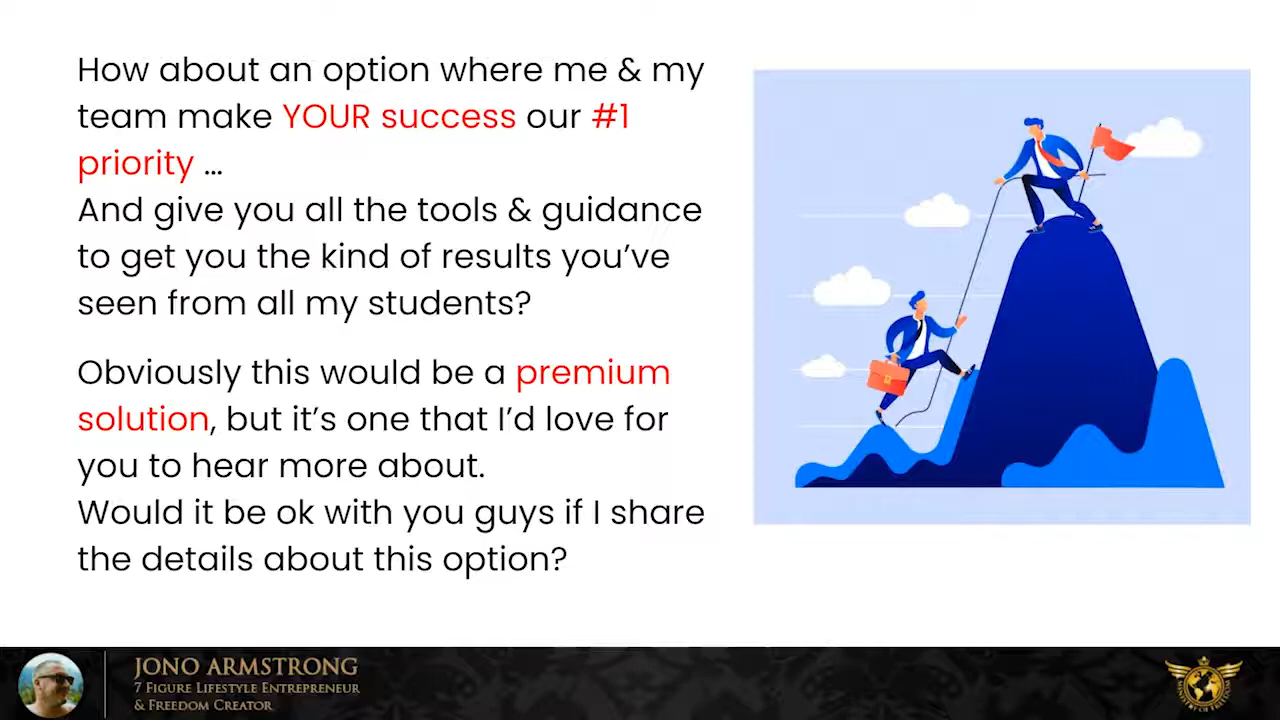 How about an option where me & my
team make YOUR success our #1
priority ...
And give you all the tools & guidance
to get you the kind of results you've
seen from all my students?
Obviously this would be a premium
solution, but it's one that I'd love for
you to hear more about.
Would it be ok with you guys if I share
the details about this option?
JONO ARMSTRONG
7 FIGURE LIFESTYLE ENTREPRENEUR
& FREEDOM CREATOR
MINISTRY OF FREEDOM